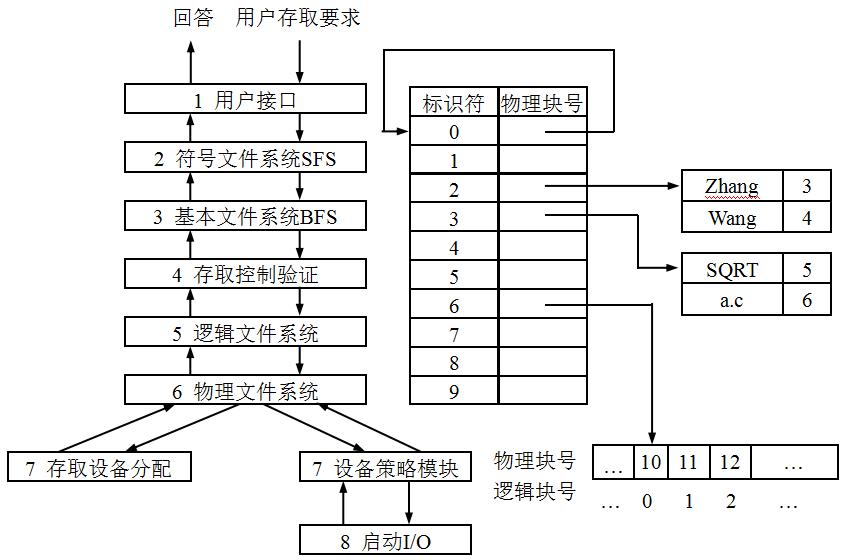 回答 用户存取要求
1 用户接口
2 符号文件系统SFS
3 基本文件系统BFS
4 存取控制验证
5 逻辑文件系统
6 物理文件系统
7 存取设备分配
7 设备策略模块
8 启动I/O
标识符 物理块号
0
1
2
3
4
5
6
7
8
9
Zhang 3
Wang 4
SQRT 5
a.c 6
物理块号 … 10 11 12 …
逻辑块号 … 0 1 2 …